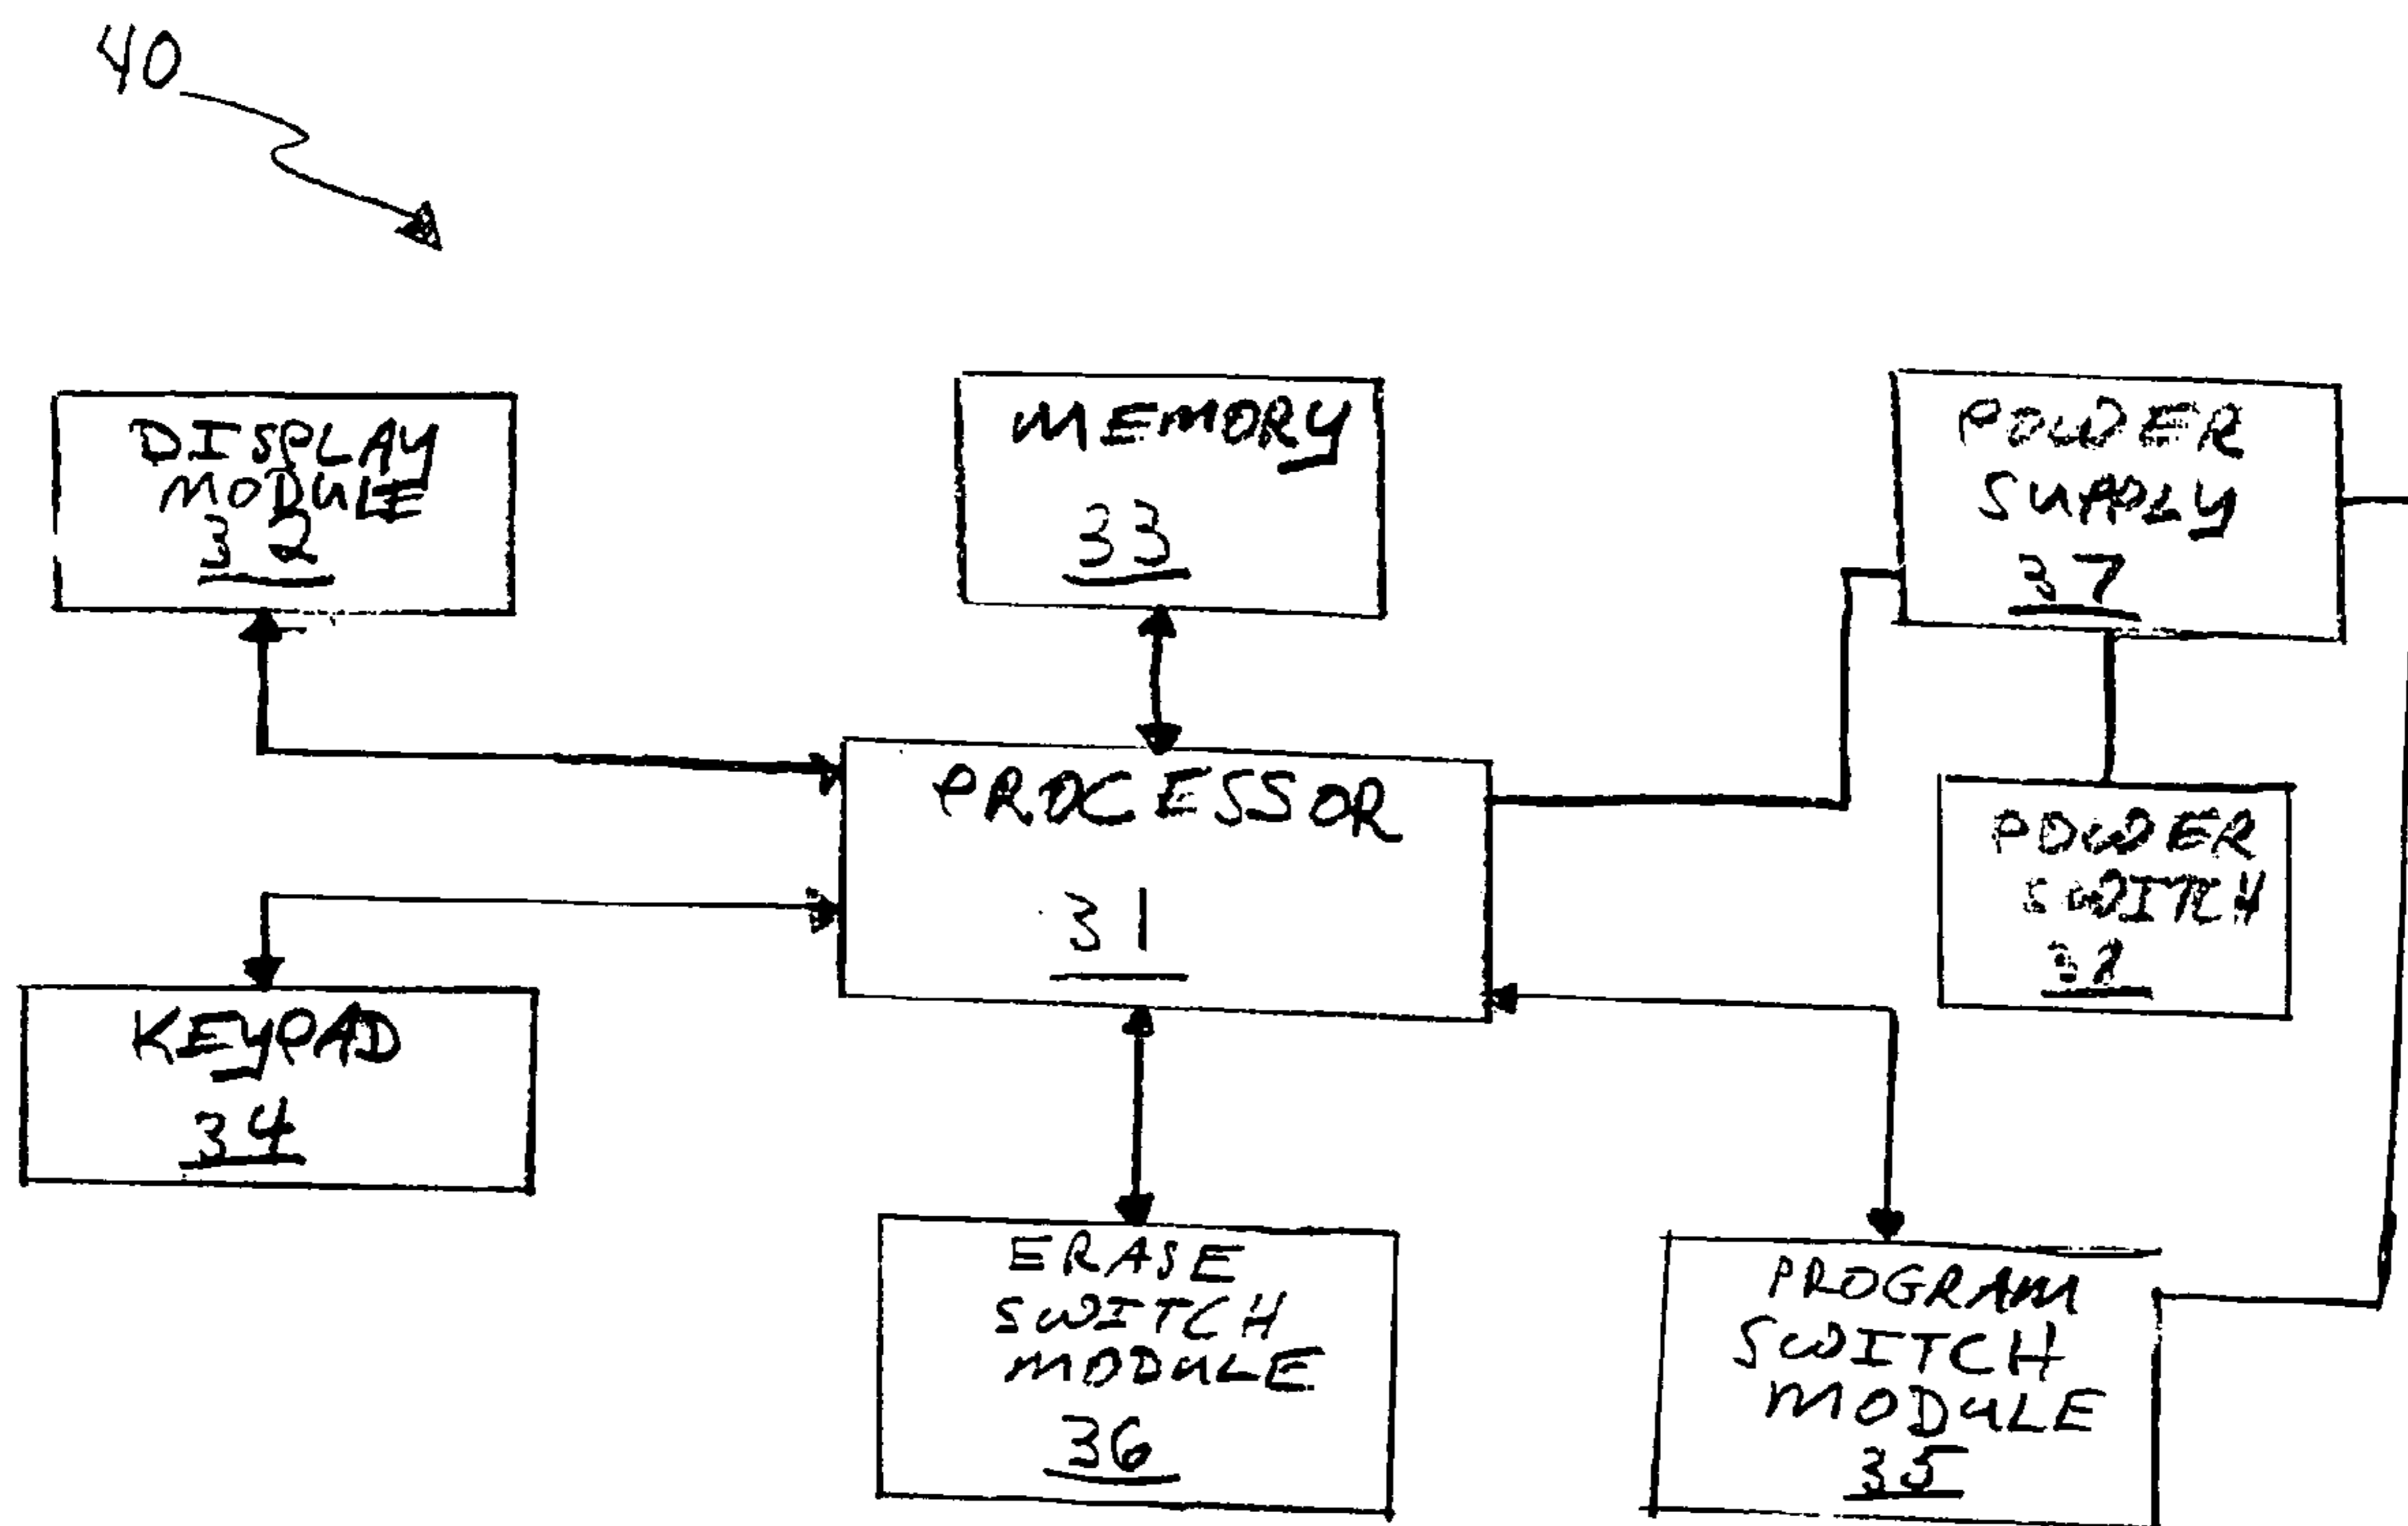 40
DISPLAY
MODULE
32
MEMORY
33
POWER
SUPPLY
37
PROCESSOR
31
POWER
SWITCH
38
KEYPAD
34
ERASE
SWITCH
MODULE
36
PROGRAM
SWITCH
MODULE
35